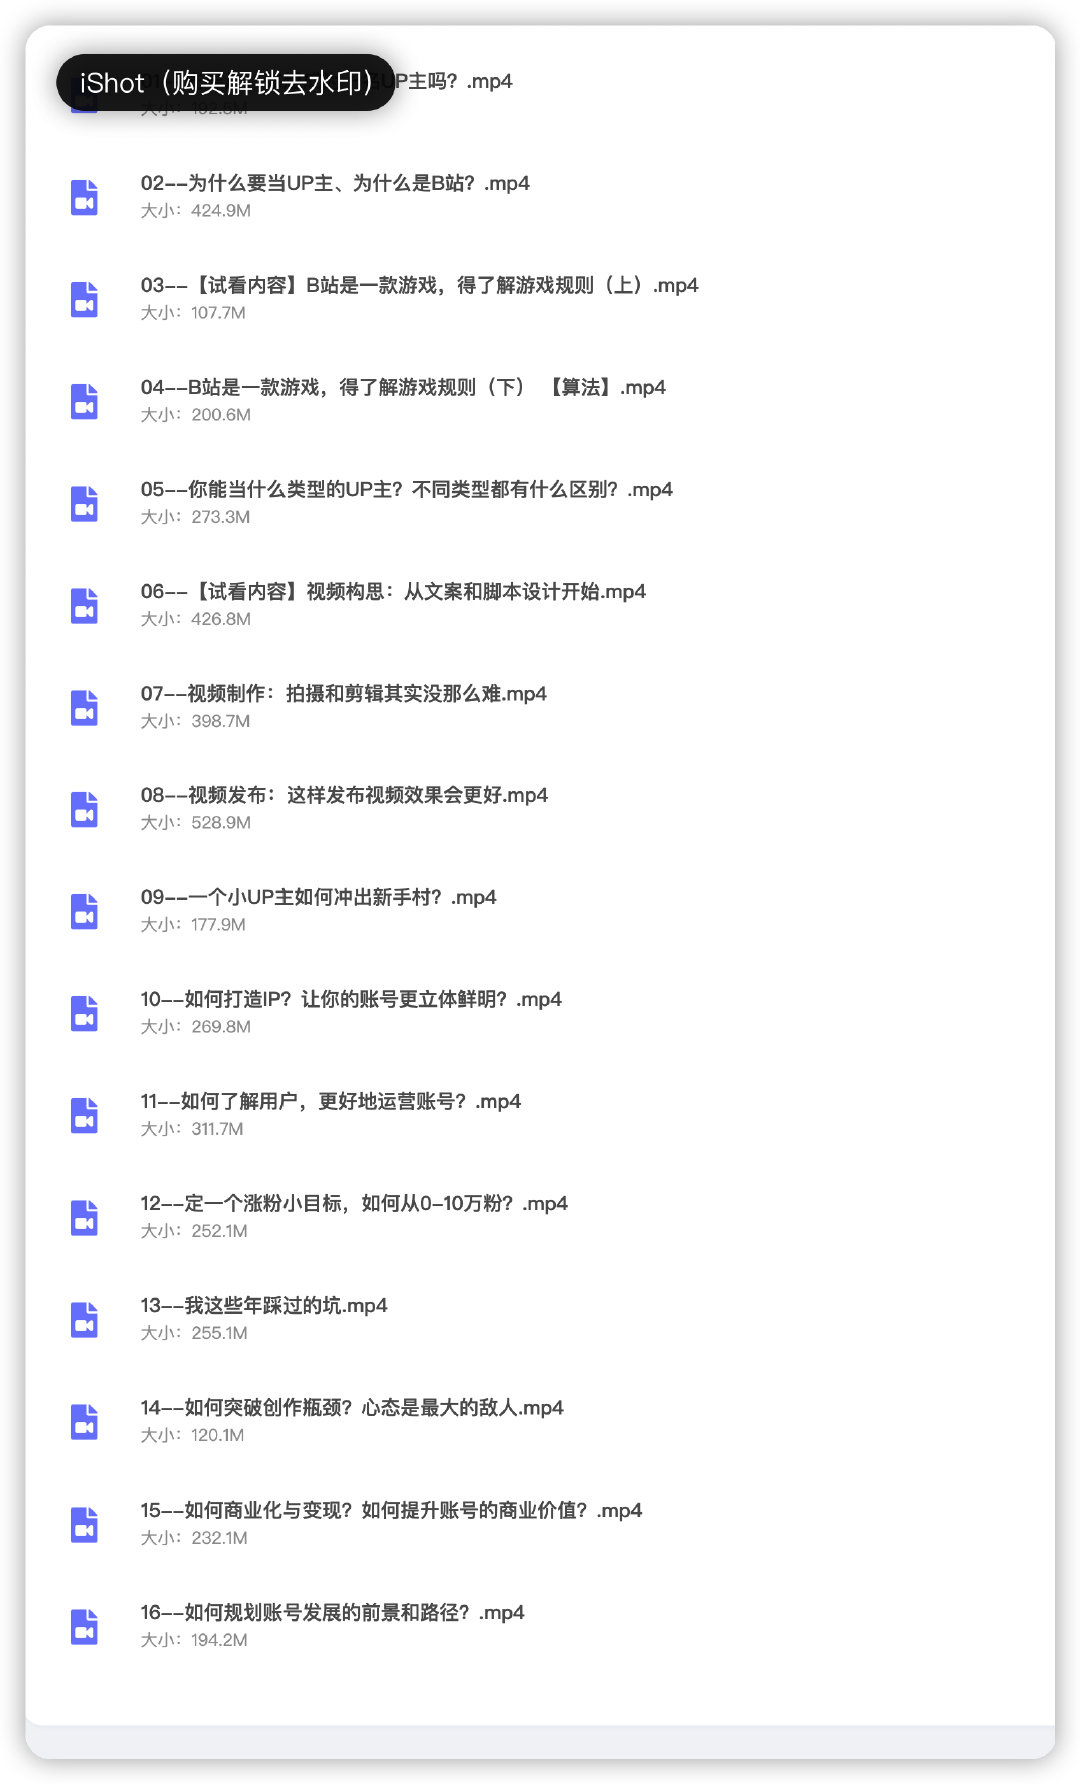 iShot（购买解锁去水印）
UP主吗？.mp4
大小：192.8M
02--为什么要当UP主、为什么是B站？.mp4
大小：424.9M
03--【试看内容】B站是一款游戏，得了解游戏规则（上）.mp4
大小：107.7M
04--B站是一款游戏，得了解游戏规则（下） 【算法】.mp4
大小：200.6M
05--你能当什么类型的UP主？不同类型都有什么区别？.mp4
大小：273.3M
06--【试看内容】视频构思：从文案和脚本设计开始.mp4
大小：426.8M
07--视频制作：拍摄和剪辑其实没那么难.mp4
大小：398.7M
08--视频发布：这样发布视频效果会更好.mp4
大小：528.9M
09--一个小UP主如何冲出新手村？.mp4
大小：177.9M
10--如何打造IP？让你的账号更立体鲜明？.mp4
大小：269.8M
11--如何了解用户，更好地运营账号？.mp4
大小：311.7M
12--定一个涨粉小目标，如何从0-10万粉？.mp4
大小：252.1M
13--我这些年踩过的坑.mp4
大小：255.1M
14--如何突破创作瓶颈？心态是最大的敌人.mp4
大小：120.1M
15--如何商业化与变现？如何提升账号的商业价值？.mp4
大小：232.1M
16--如何规划账号发展的前景和路径？.mp4
大小：194.2M